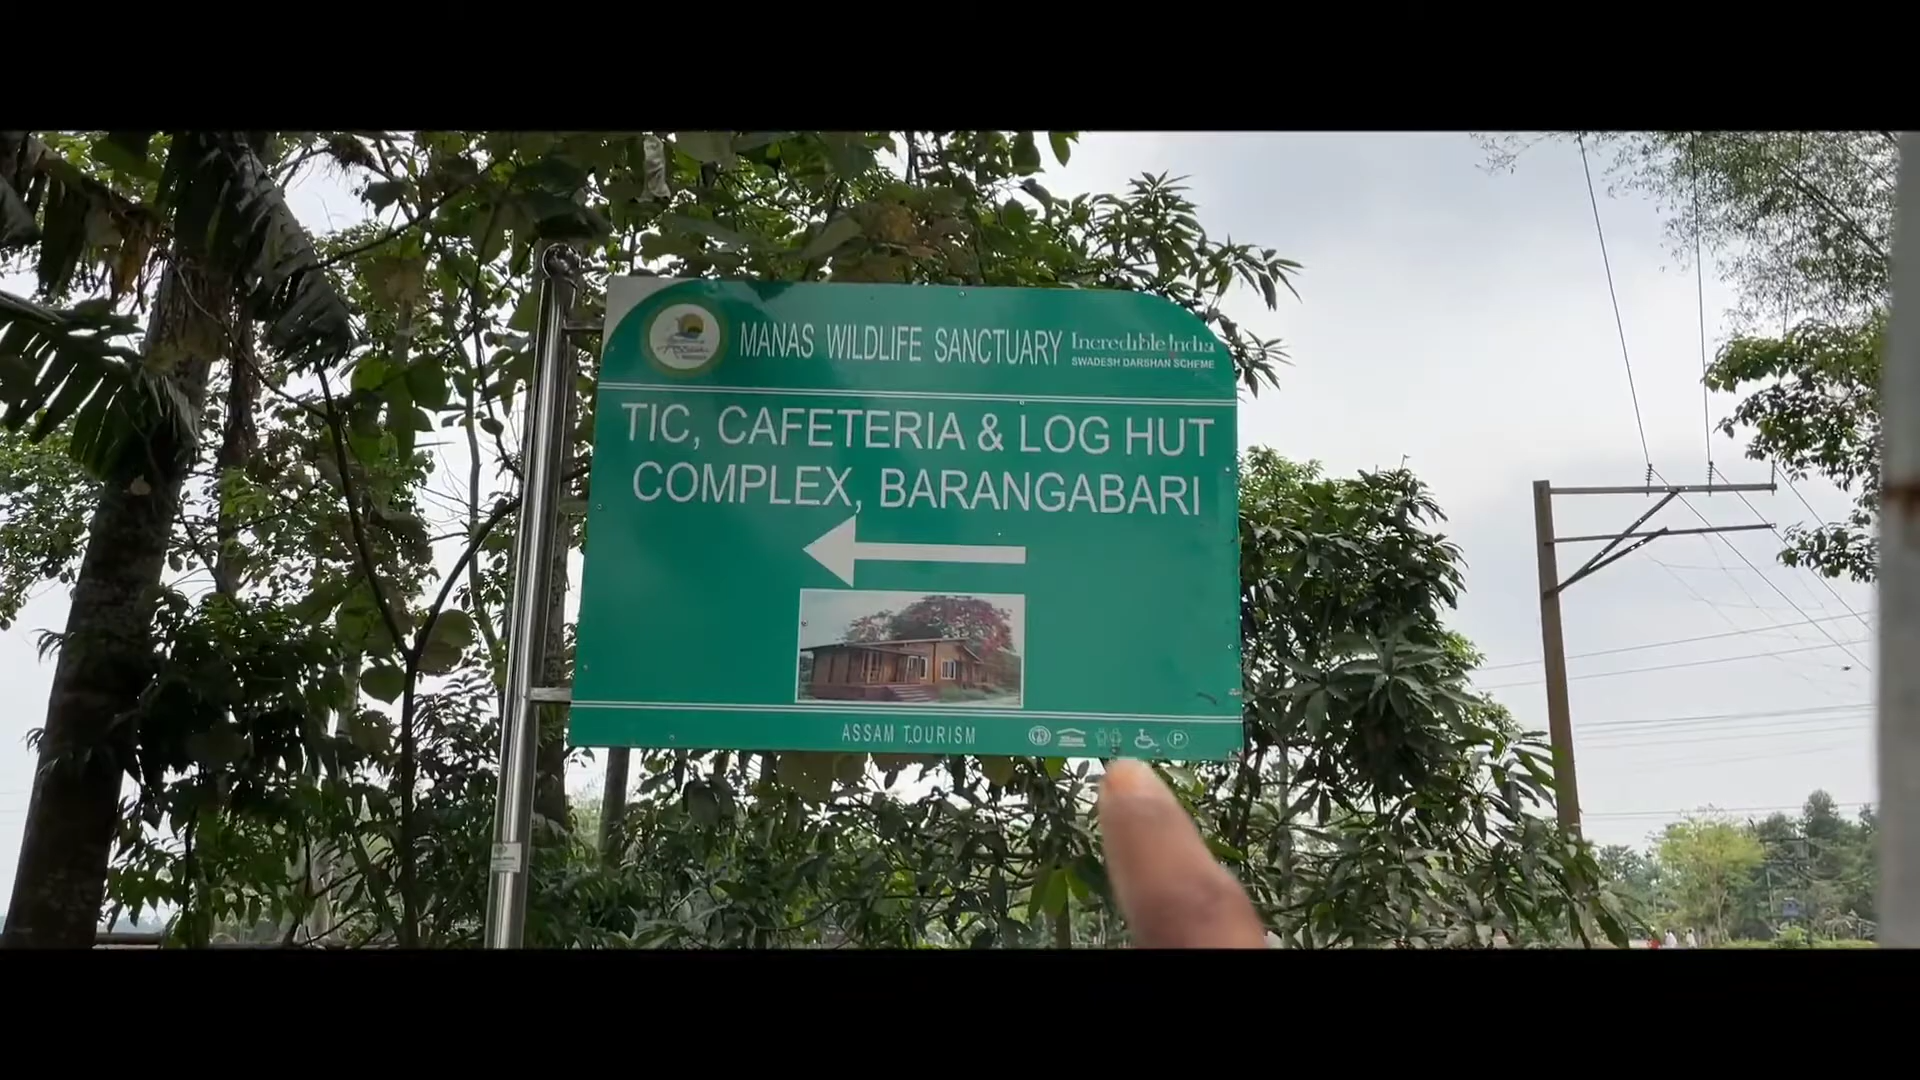 MANAS WILDLIFE SANCTUARY
Incredible India
SWADESH DARSHAN SCHEME
TIC, CAFETERIA & LOG HUT
COMPLEX, BARANGABARI
ASSAM TOURISM
P